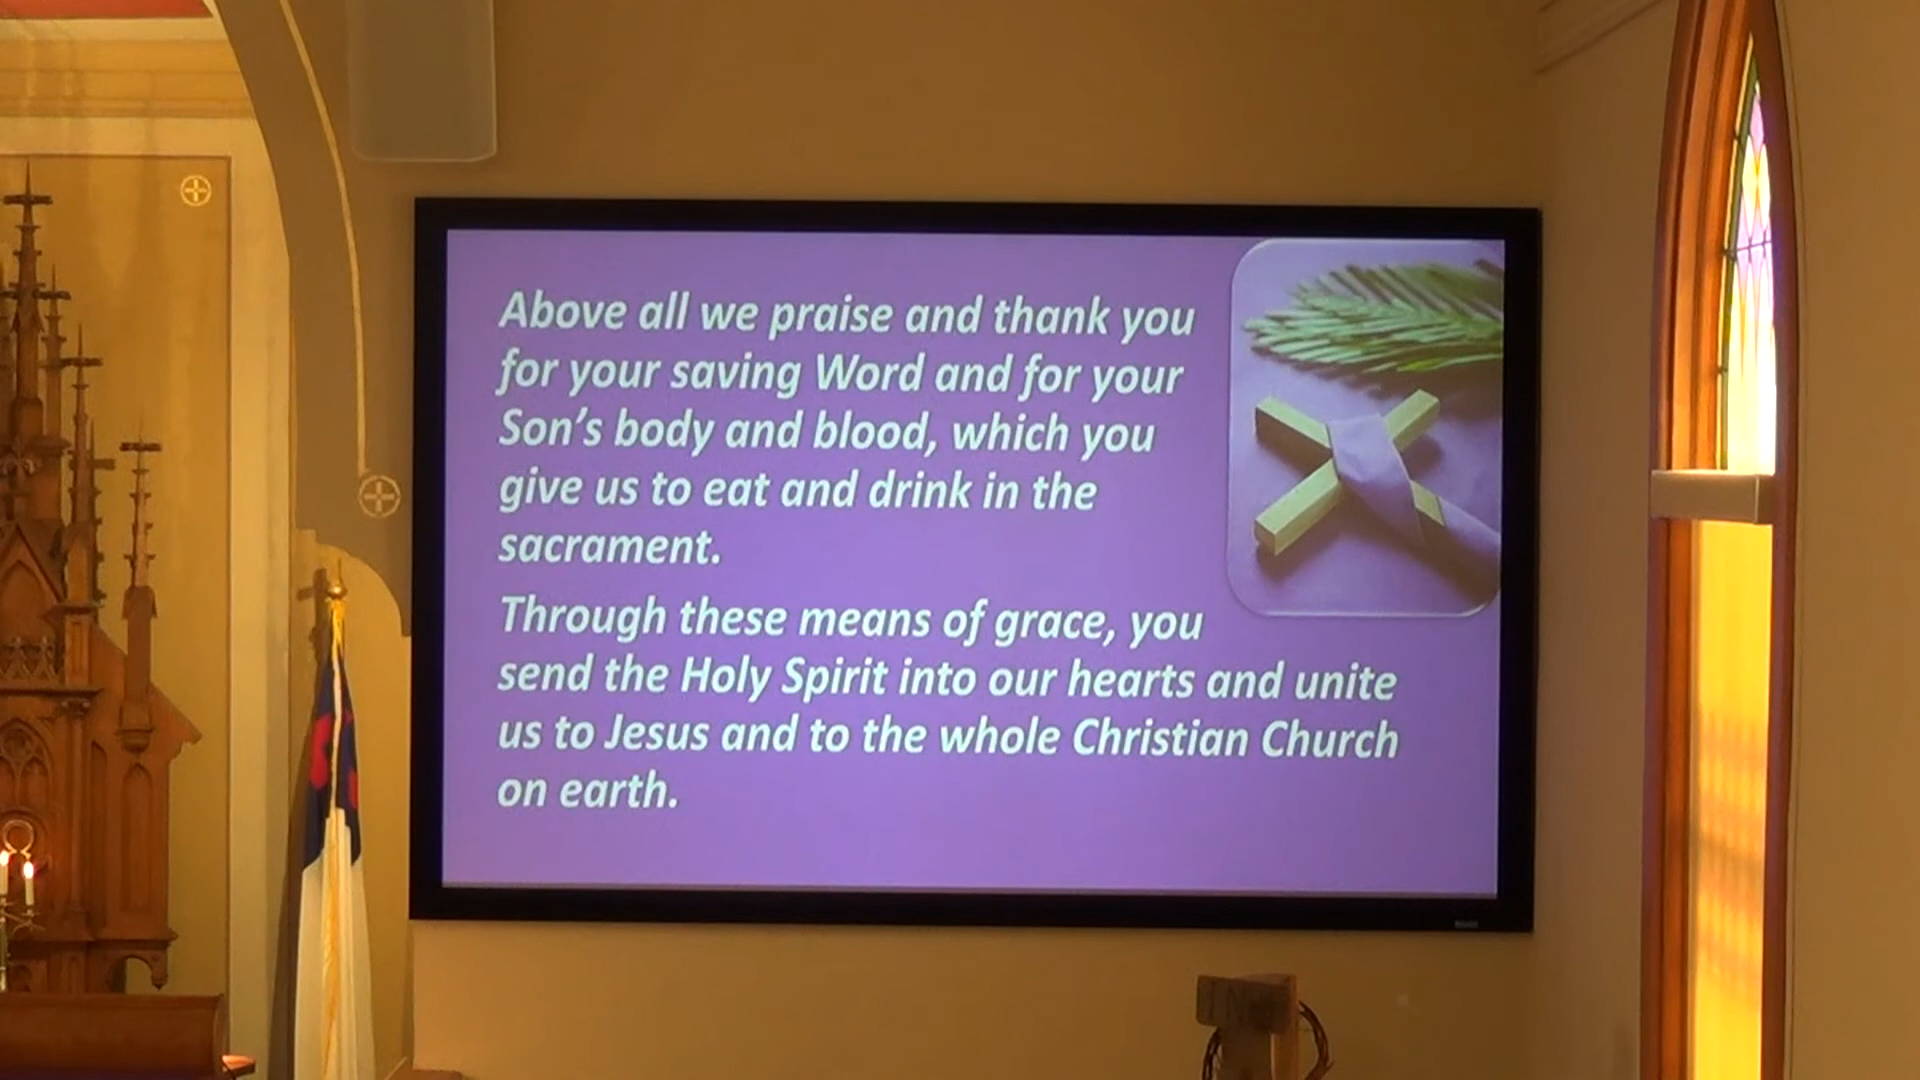 Above all we praise and thank you
for your saving Word and for your
Son’s body and blood, which you
give us to eat and drink in the
sacrament.
Through these means of grace, you
send the Holy Spirit into our hearts and unite
us to Jesus and to the whole Christian Church
on earth.